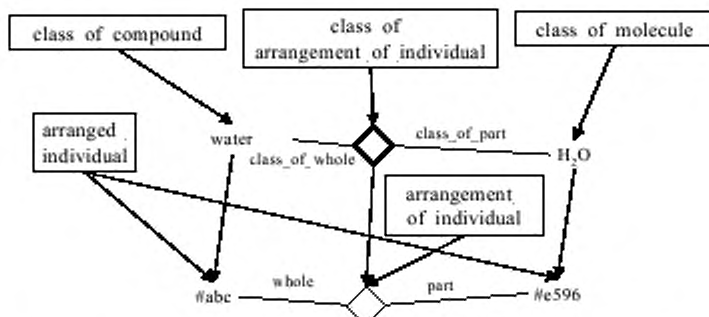 class of compound
class of
arrangement of individual
class of molecule
arranged
individual
water
class_of_whole
class_of_part
H₂O
arrangement
of individual
#abc
whole
part
#e596